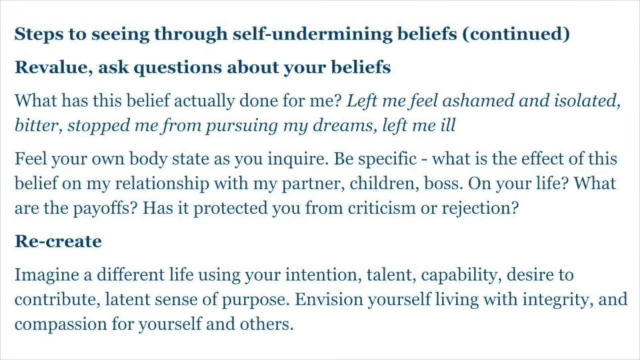 Steps to seeing through self-undermining beliefs (continued)
Revalue, ask questions about your beliefs
What has this belief actually done for me? Left me feel ashamed and isolated,
bitter, stopped me from pursuing my dreams, left me ill
Feel your own body state as you inquire. Be specific - what is the effect of this
belief on my relationship with my partner, children, boss. On your life? What
are the payoffs? Has it protected you from criticism or rejection?
Re-create
Imagine a different life using your intention, talent, capability, desire to
contribute, latent sense of purpose. Envision yourself living with integrity, and
compassion for yourself and others.